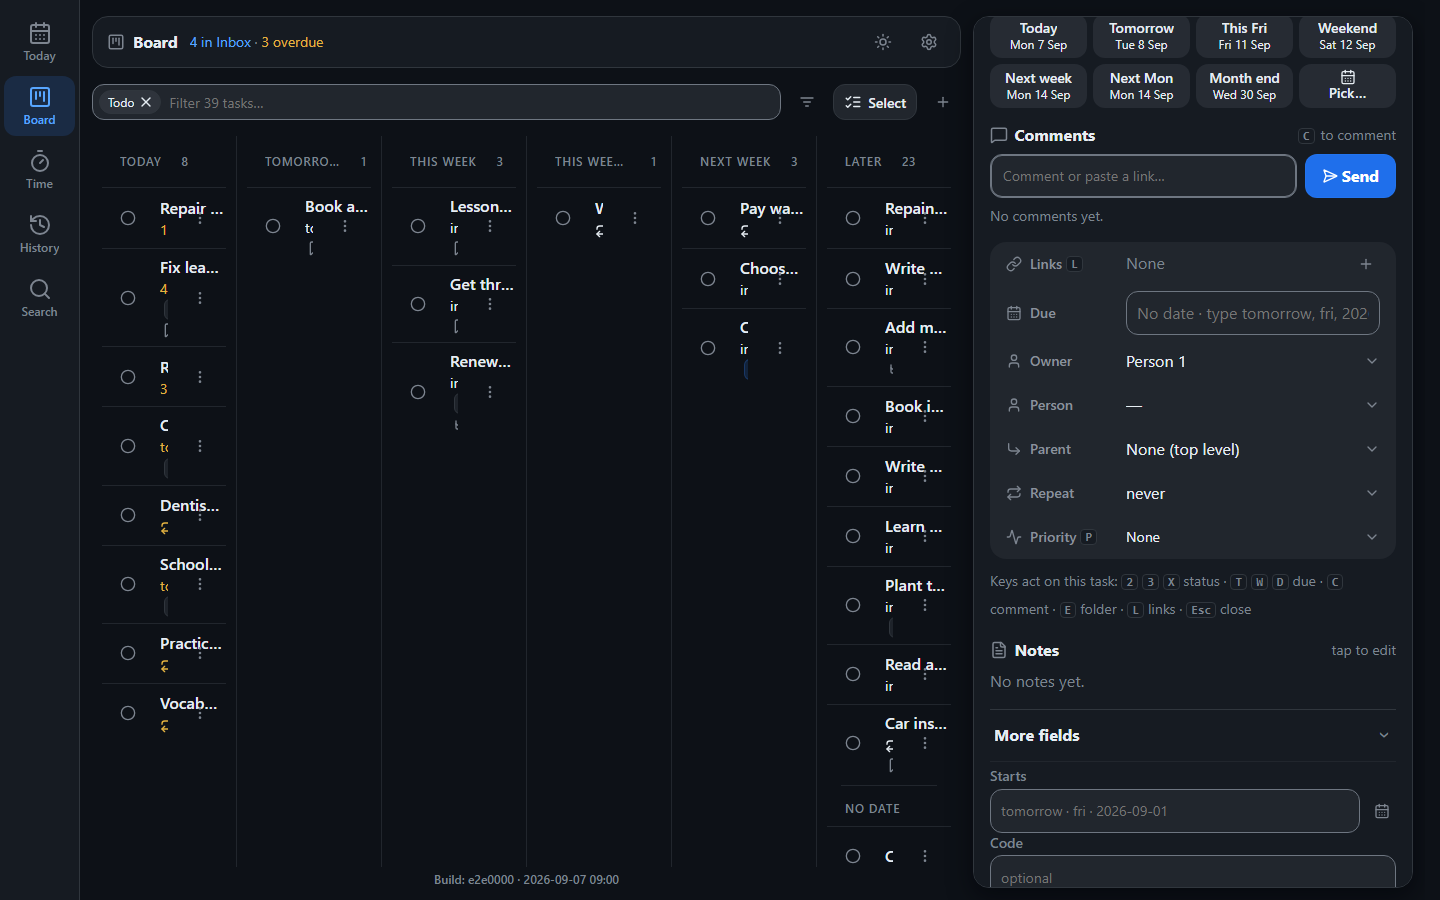 Today
Board
Time
History
Search
Board 4 in Inbox · 3 overdue
Todo
Filter 39 tasks...
Select
TODAY 8
Repair ...
1
Fix lea...
4
R
3
C
Dentis...
School...
Practic...
Vocab...
TOMORRO... 1
Book a...
THIS WEEK 3
Lesson...
Get thr...
Renew...
THIS WEE... 1
NEXT WEEK 3
Pay wa...
Choos...
C
LATER 23
Repain...
Write ...
Add m...
Book i...
Write ...
Learn ...
Plant t...
Read a...
Car ins...
NO DATE
C
Build: e2e0000 · 2026-09-07 09:00
Today Tomorrow This Fri Weekend
Mon 7 Sep Tue 8 Sep Fri 11 Sep Sat 12 Sep
Next week Next Mon Month end
Mon 14 Sep Mon 14 Sep Wed 30 Sep Pick...
Comments C to comment
Comment or paste a link...
Send
No comments yet.
Links L None
Due No date · type tomorrow, fri, 202
Owner Person 1
Person —
Parent None (top level)
Repeat never
Priority P None
Keys act on this task: 2 3 X status · T W D due · C
comment · E folder · L links · Esc close
Notes tap to edit
No notes yet.
More fields
Starts
tomorrow · fri · 2026-09-01
Code
optional